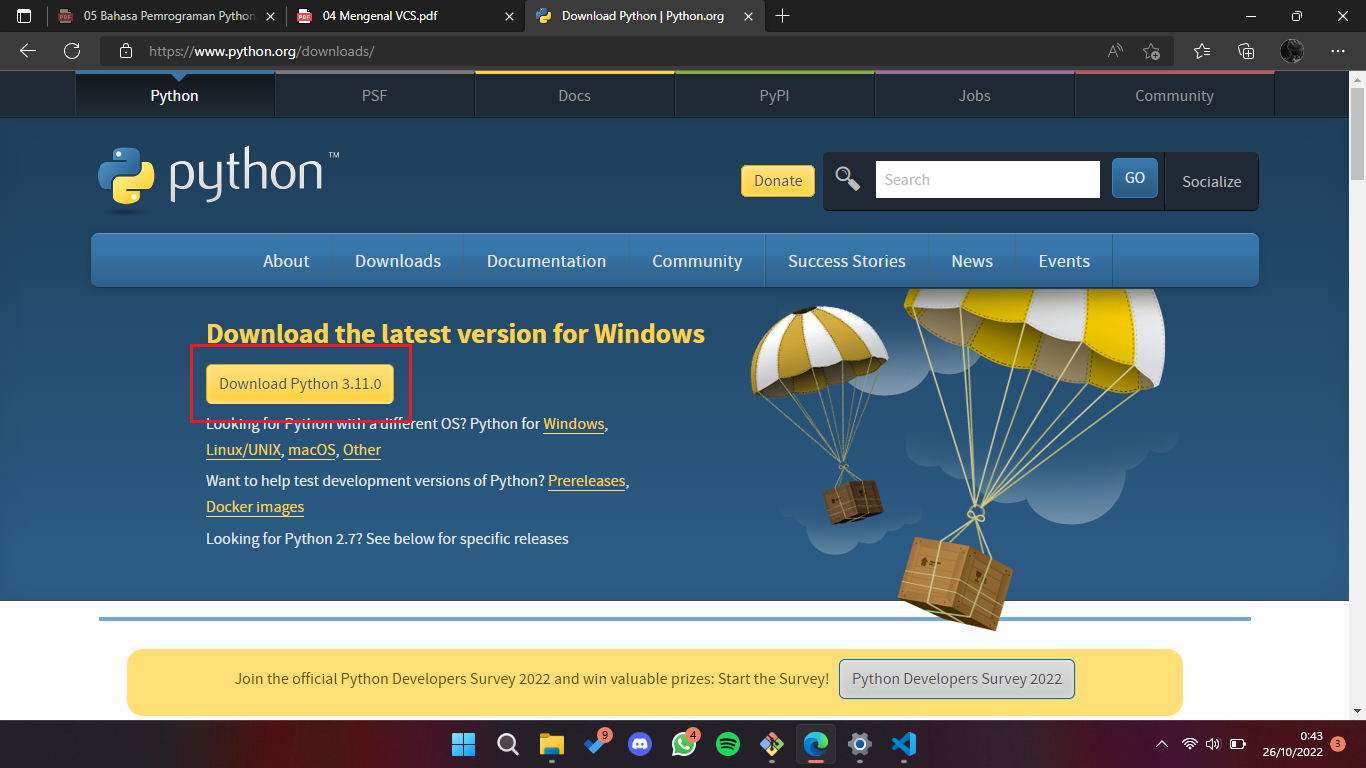 05 Bahasa Pemrograman Python
04 Mengenal VCS.pdf
Download Python | Python.org
https://www.python.org/downloads/
Python
PSF
Docs
PyPI
Jobs
Community
python™
Donate
Search
GO
Socialize
About
Downloads
Documentation
Community
Success Stories
News
Events
Download the latest version for Windows
Download Python 3.11.0
Looking for Python with a different OS? Python for Windows,
Linux/UNIX, macOS, Other
Want to help test development versions of Python? Prereleases,
Docker images
Looking for Python 2.7? See below for specific releases
Join the official Python Developers Survey 2022 and win valuable prizes: Start the Survey!
Python Developers Survey 2022
9
4
0:43
26/10/2022
3